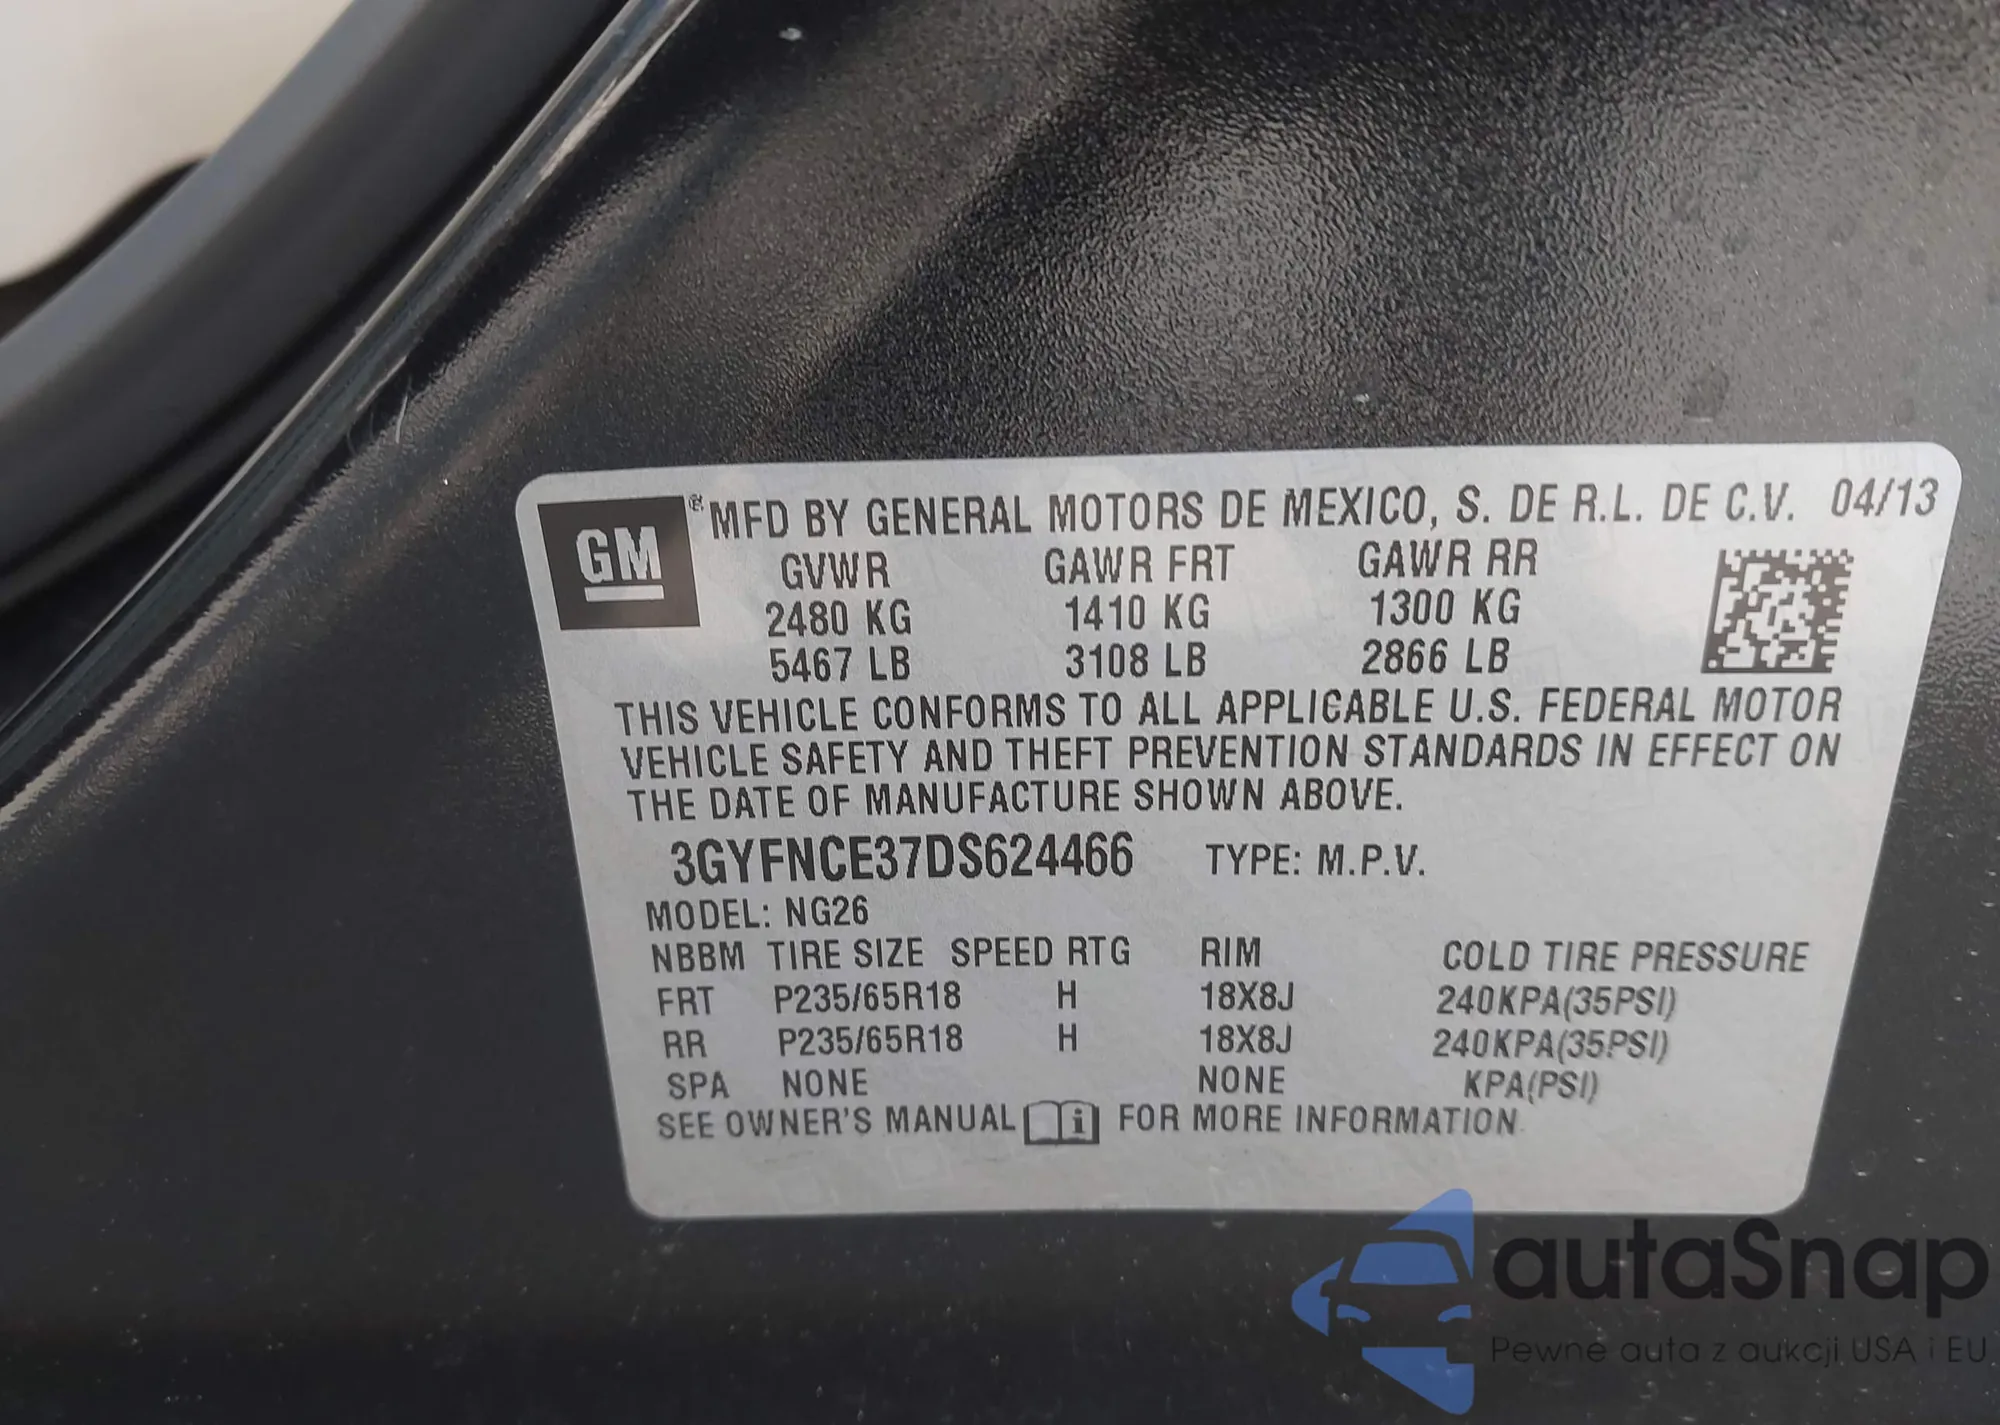 GM ® MFD BY GENERAL MOTORS DE MEXICO, S. DE R.L. DE C.V. 04/13
GVWR GAWR FRT GAWR RR
2480 KG 1410 KG 1300 KG
5467 LB 3108 LB 2866 LB
THIS VEHICLE CONFORMS TO ALL APPLICABLE U.S. FEDERAL MOTOR
VEHICLE SAFETY AND THEFT PREVENTION STANDARDS IN EFFECT ON
THE DATE OF MANUFACTURE SHOWN ABOVE.
3GYFNCE37DS624466 TYPE: M.P.V.
MODEL: NG26
NBBM TIRE SIZE SPEED RTG RIM COLD TIRE PRESSURE
FRT P235/65R18 H 18X8J 240KPA(35PSI)
RR P235/65R18 H 18X8J 240KPA(35PSI)
SPA NONE NONE KPA(PSI)
SEE OWNER'S MANUAL i FOR MORE INFORMATION
autaSnap
Pewne auta z aukcji USA i EU